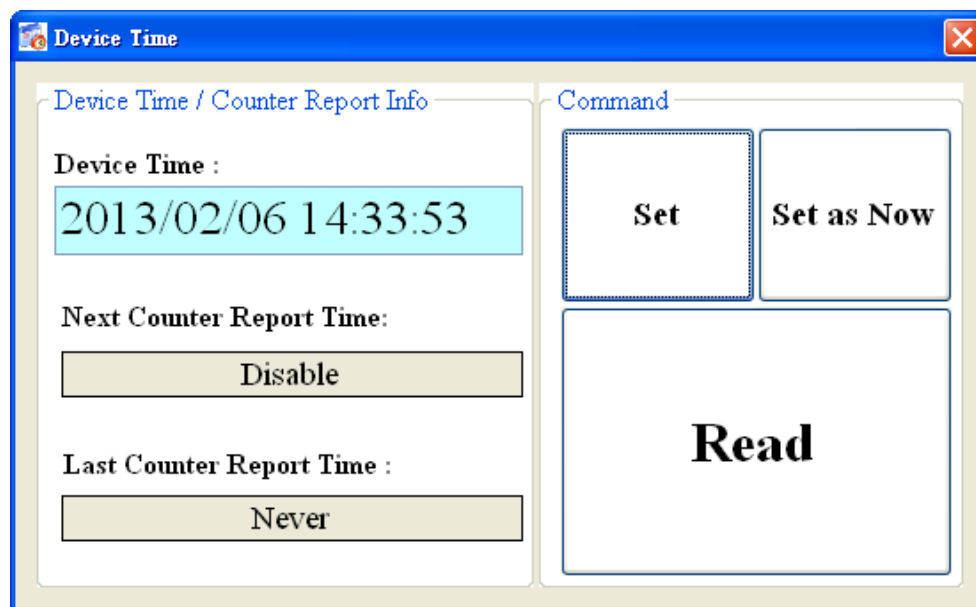 Device Time
Device Time / Counter Report Info
Device Time :
2013/02/06 14:33:53
Next Counter Report Time:
Disable
Last Counter Report Time :
Never
Command
Set
Set as Now
Read